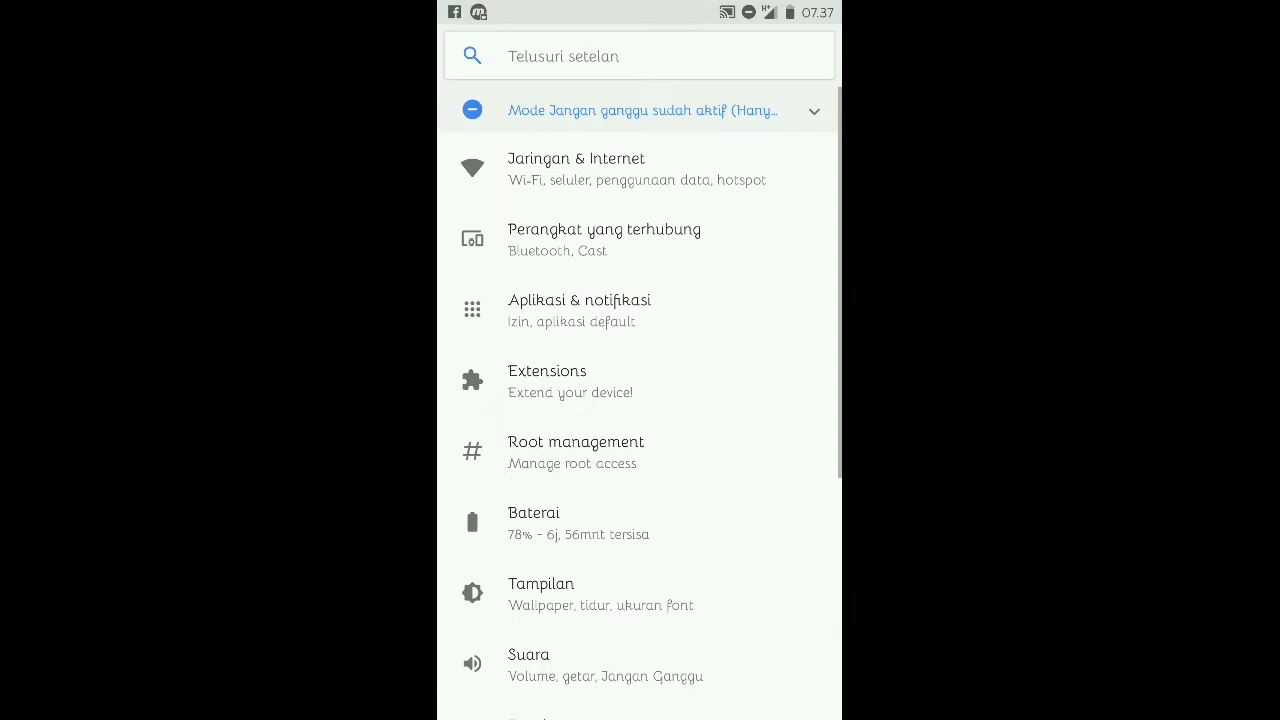 07.37
Telusuri setelan
Mode Jangan ganggu sudah aktif (Hany...
Jaringan & Internet
Wi-Fi, seluler, penggunaan data, hotspot
Perangkat yang terhubung
Bluetooth, Cast
Aplikasi & notifikasi
Izin, aplikasi default
Extensions
Extend your device!
Root management
Manage root access
Baterai
78% - 6j, 56mnt tersisa
Tampilan
Wallpaper, tidur, ukuran font
Suara
Volume, getar, Jangan Ganggu